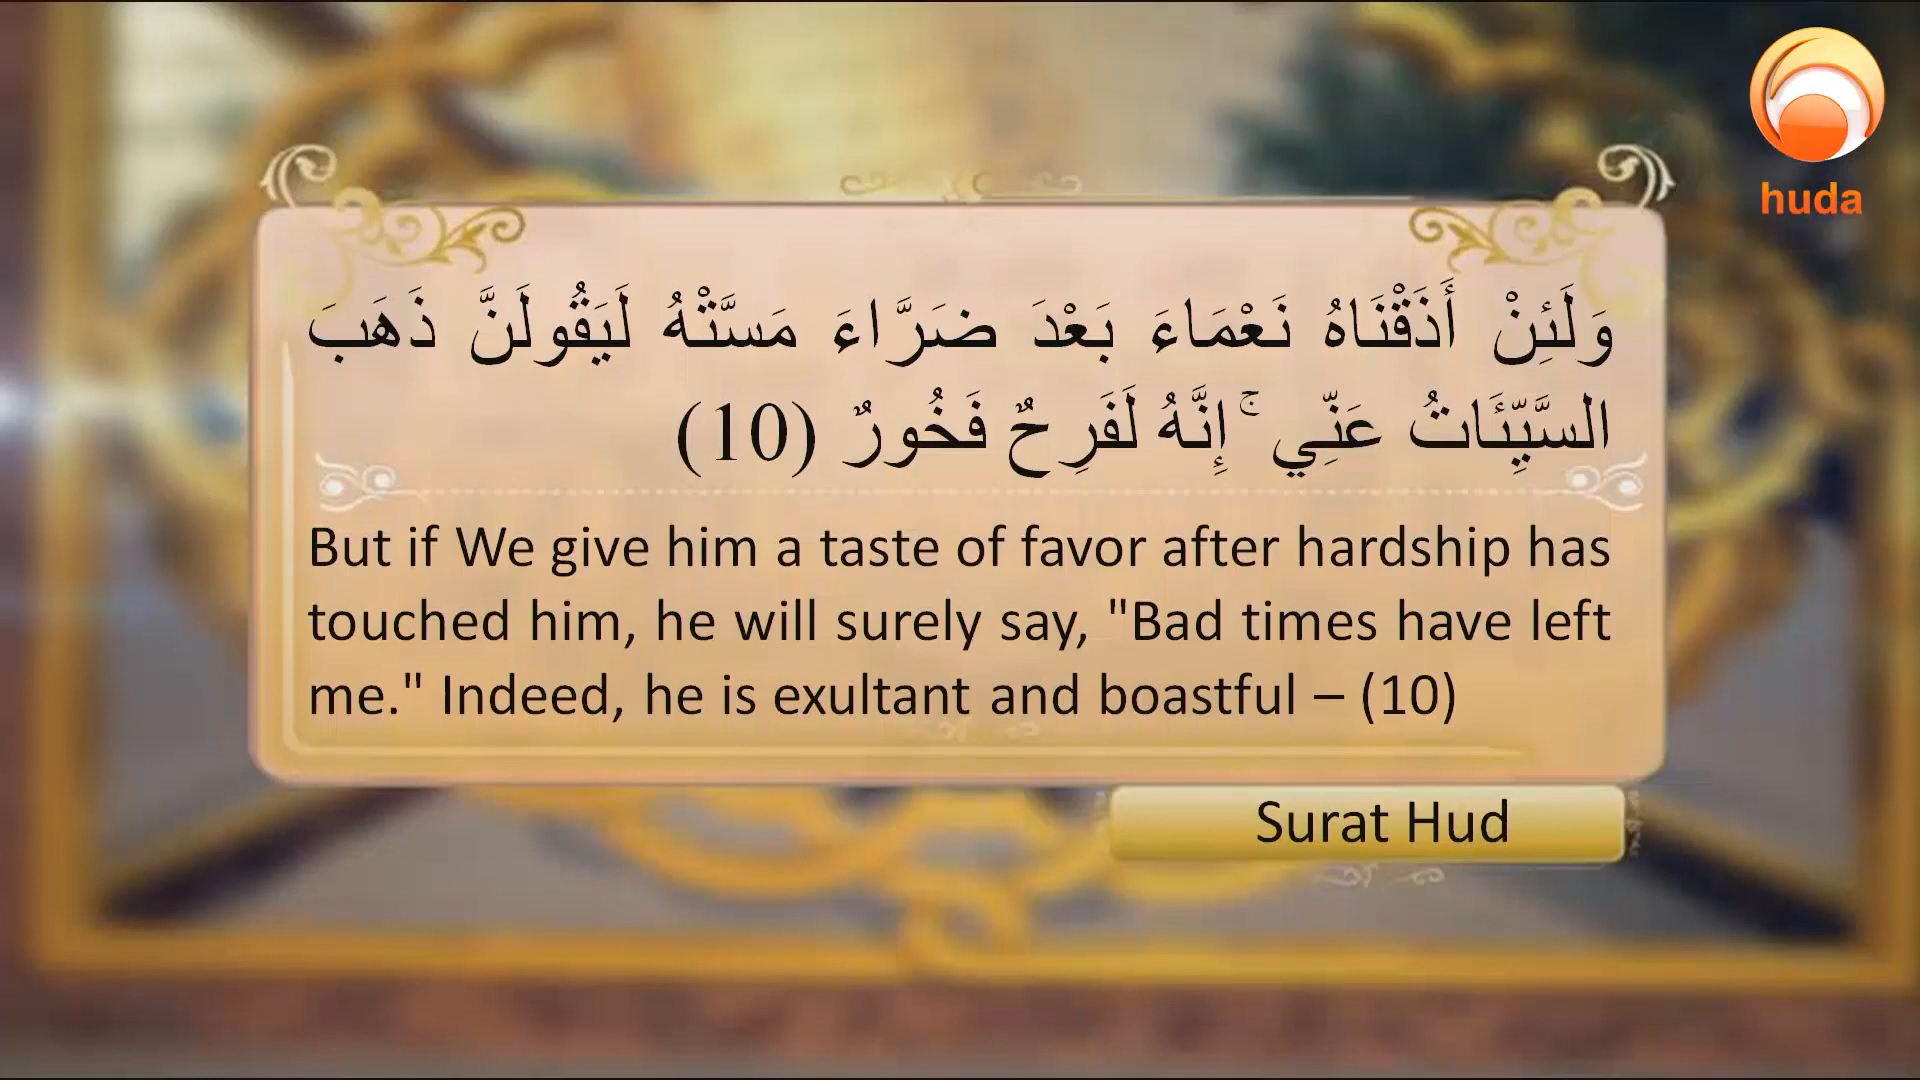 huda
وَلَئِنْ أَذَقْنَاهُ نَعْمَاءَ بَعْدَ ضَرَّاءَ مَسَّتْهُ لَيَقُولَنَّ ذَهَبَ
السَّيِّئَاتُ عَنِّي ۚ إِنَّهُ لَفَرِحٌ فَخُورٌ (10)
But if We give him a taste of favor after hardship has
touched him, he will surely say, "Bad times have left
me." Indeed, he is exultant and boastful – (10)
Surat Hud